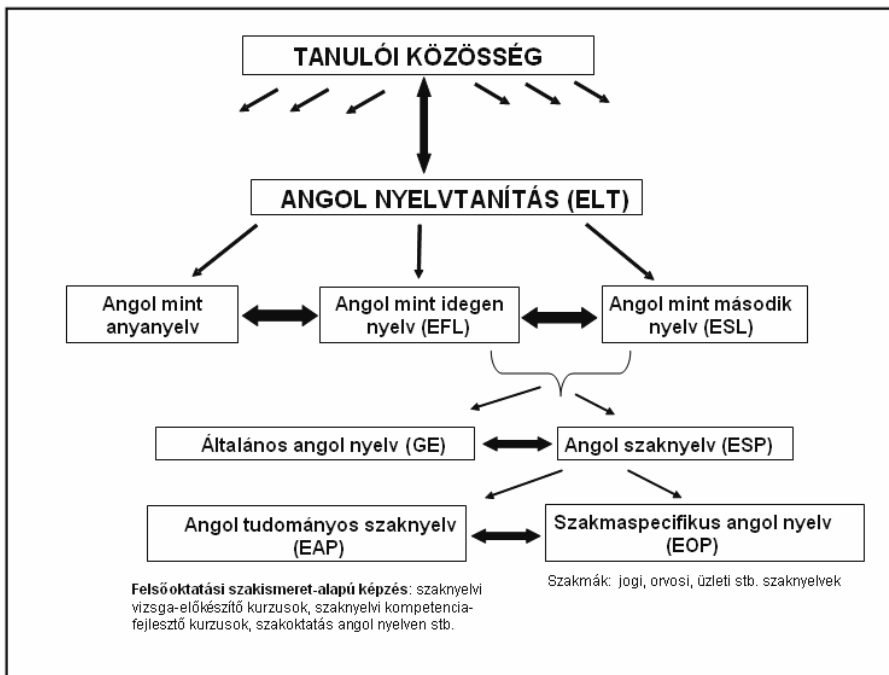 TANULÓI KÖZÖSSÉG
ANGOL NYELVTANÍTÁS (ELT)
Angol mint
anyanyelv
Angol mint idegen
nyelv (EFL)
Angol mint második
nyelv (ESL)
Általános angol nyelv (GE)
Angol szaknyelv (ESP)
Angol tudományos szaknyelv
(EAP)
Szakmaspecifikus angol nyelv
(EOP)
Felsőoktatási szakismeret-alapú képzés: szaknyelvi
vizsga-előkészítő kurzusok, szaknyelvi kompetencia-
fejlesztő kurzusok, szakoktatás angol nyelven stb.
Szakmák: jogi, orvosi, üzleti stb. szaknyelvek